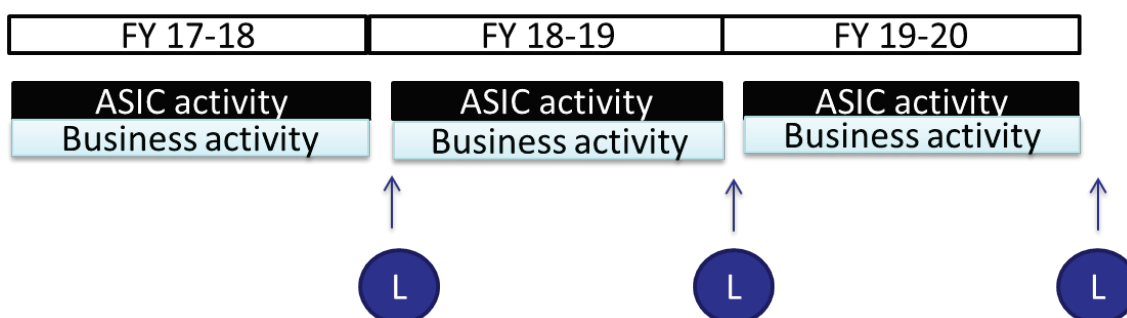 FY 17-18 FY 18-19 FY 19-20
ASIC activity ASIC activity ASIC activity
Business activity Business activity Business activity
L L L